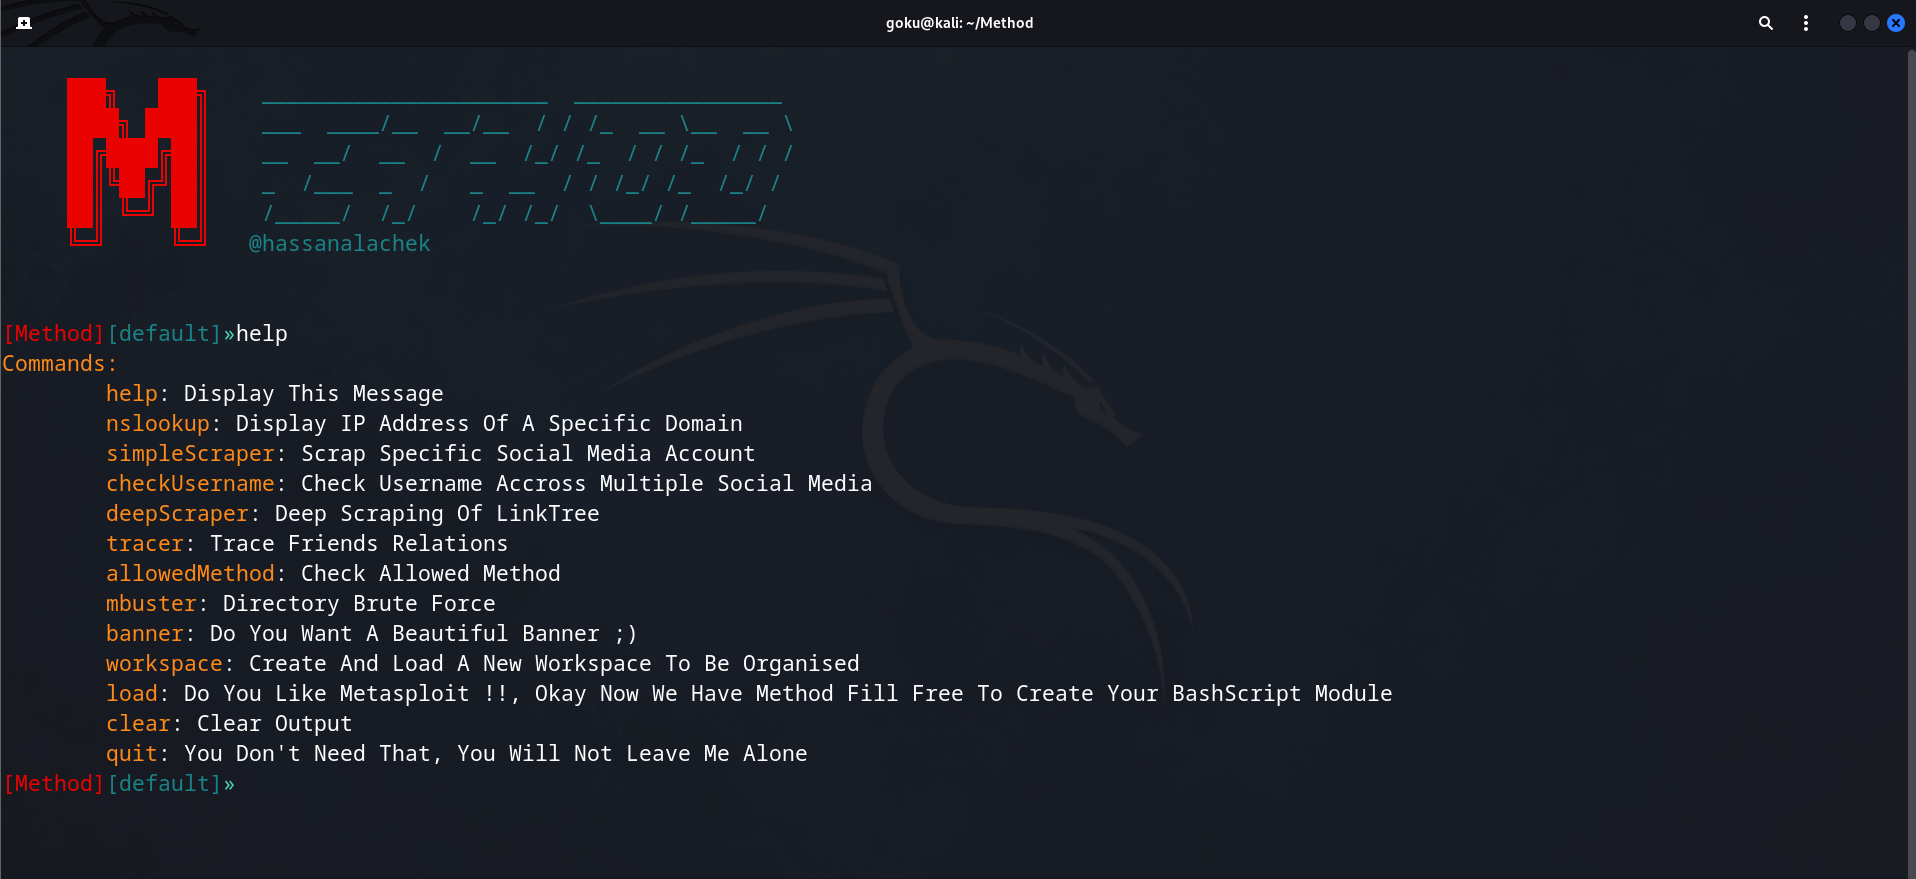 goku@kali: ~/Method
METHOD
@hassanalachek
[Method][default]»help
Commands:
help: Display This Message
nslookup: Display IP Address Of A Specific Domain
simpleScraper: Scrap Specific Social Media Account
checkUsername: Check Username Accross Multiple Social Media
deepScraper: Deep Scraping Of LinkTree
tracer: Trace Friends Relations
allowedMethod: Check Allowed Method
mbuster: Directory Brute Force
banner: Do You Want A Beautiful Banner ;)
workspace: Create And Load A New Workspace To Be Organised
load: Do You Like Metasploit !!, Okay Now We Have Method Fill Free To Create Your BashScript Module
clear: Clear Output
quit: You Don't Need That, You Will Not Leave Me Alone
[Method][default]»